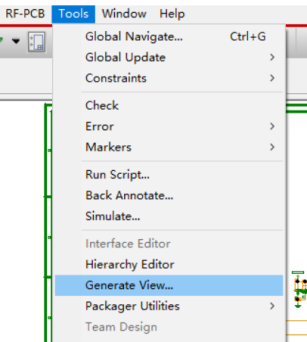 RF-PCB Tools Window Help
Global Navigate... Ctrl+G
Global Update >
Constraints >
Check
Error >
Markers >
Run Script...
Back Annotate...
Simulate...
Interface Editor
Hierarchy Editor
Generate View...
Packager Utilities >
Team Design